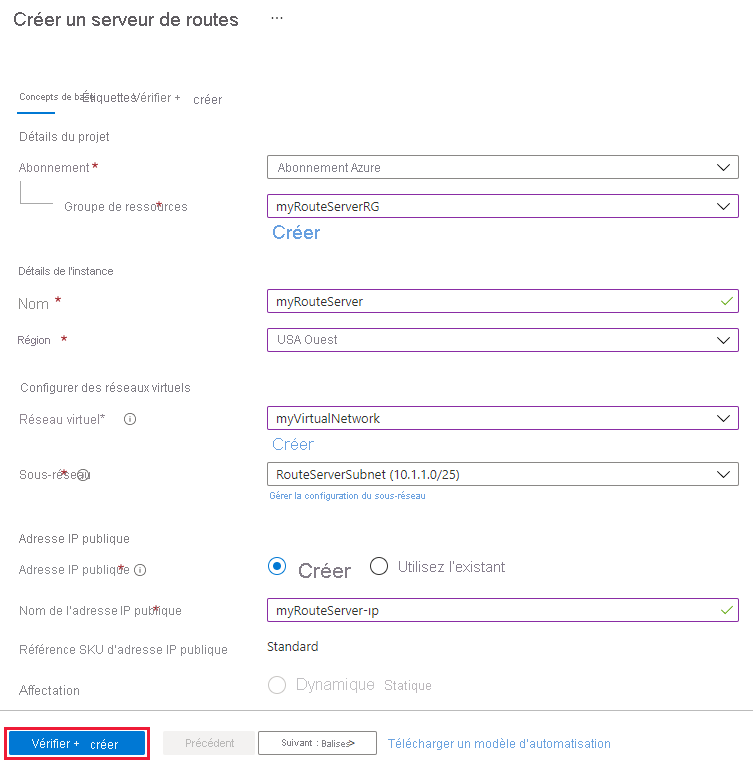 Créer un serveur de routes ...
Concepts de base Étiquettes Vérifier + créer
Détails du projet
Abonnement * Abonnement Azure
Groupe de ressources * myRouteServerRG
Créer
Détails de l'instance
Nom * myRouteServer
Région * USA Ouest
Configurer des réseaux virtuels
Réseau virtuel* myVirtualNetwork
Créer
Sous-réseau * RouteServerSubnet (10.1.1.0/25)
Gérer la configuration du sous-réseau
Adresse IP publique
Adresse IP publique * Créer Utilisez l'existant
Nom de l'adresse IP publique * myRouteServer-ip
Référence SKU d'adresse IP publique Standard
Affectation Dynamique Statique
Vérifier + créer Précédent Suivant : Balises> Télécharger un modèle d'automatisation